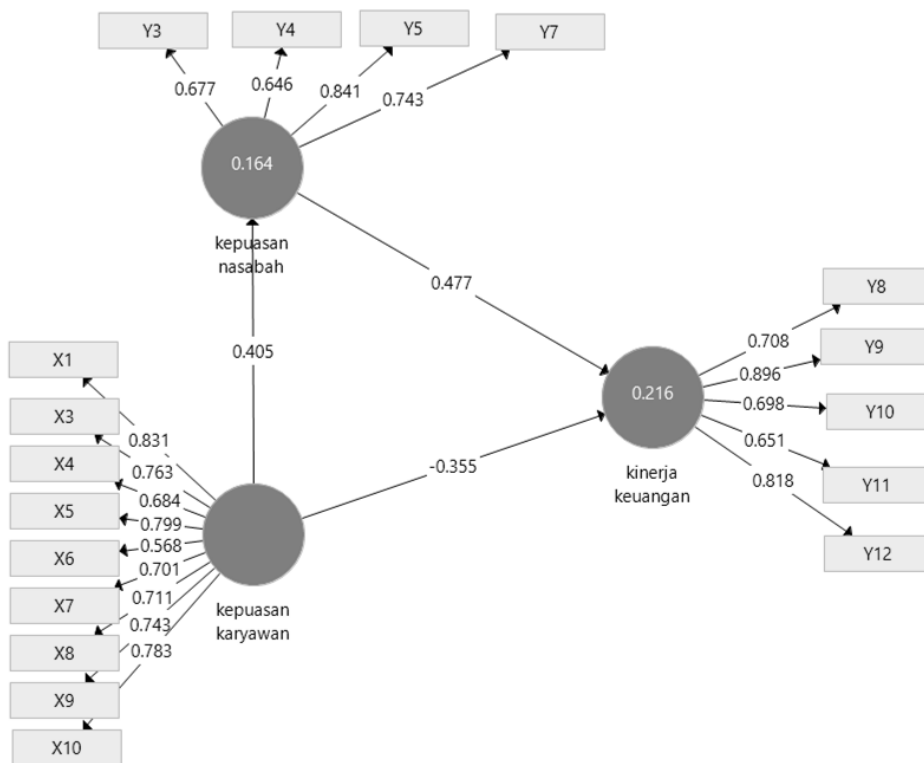 Y3
Y4
Y5
Y7
0.677
0.646
0.841
0.743
0.164
kepuasan
nasabah
0.477
0.405
-0.355
Y8
Y9
Y10
Y11
Y12
0.708
0.896
0.698
0.651
0.818
0.216
kinerja
keuangan
X1
X3
X4
X5
X6
X7
X8
X9
X10
0.831
0.763
0.684
0.799
0.568
0.701
0.711
0.743
0.783
kepuasan
karyawan